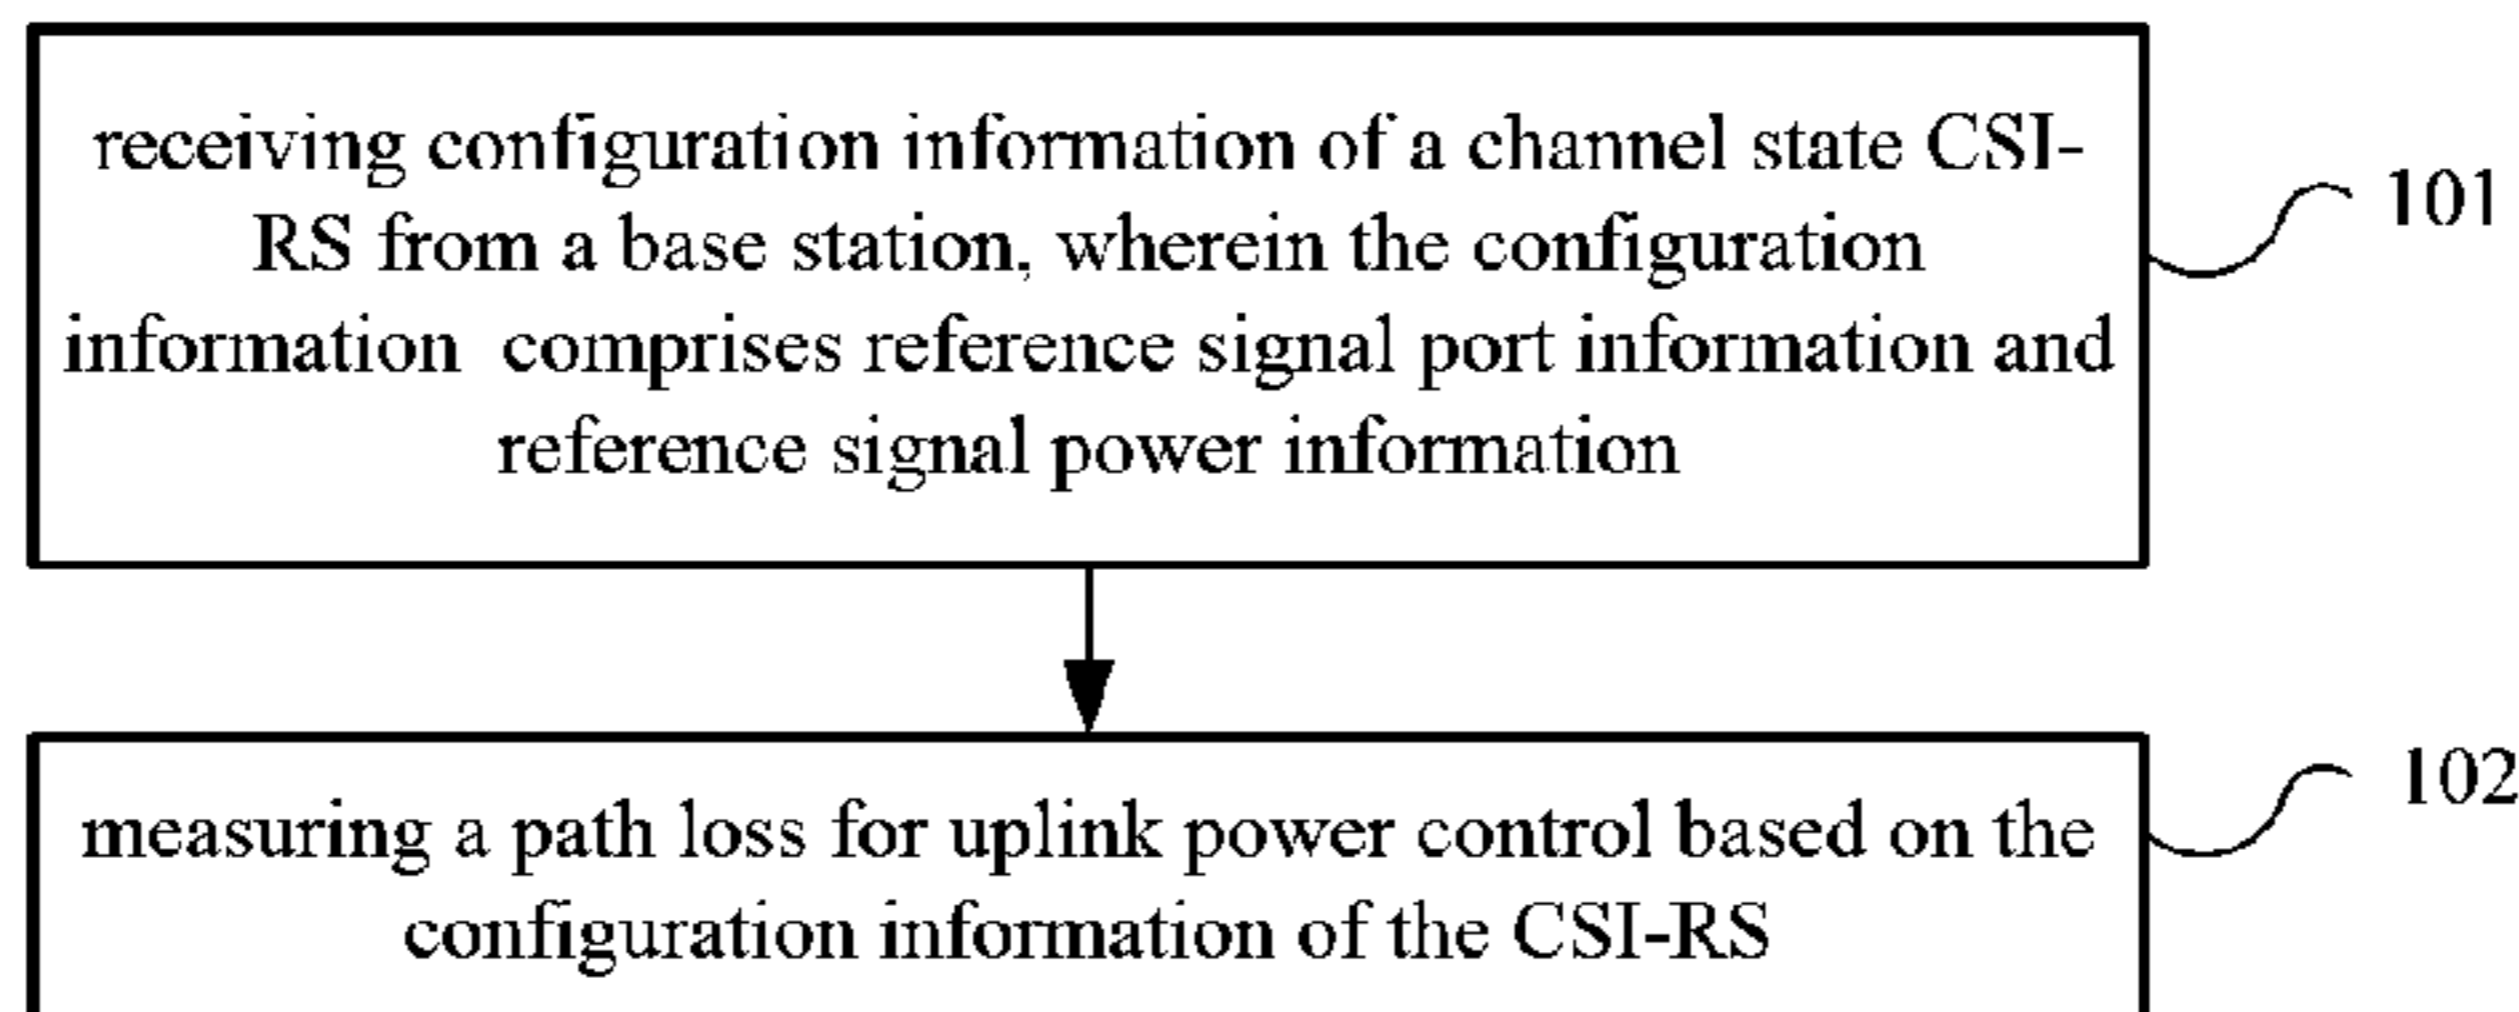 receiving configuration information of a channel state CSI-
RS from a base station, wherein the configuration
information comprises reference signal port information and
reference signal power information
101
measuring a path loss for uplink power control based on the
configuration information of the CSI-RS
102